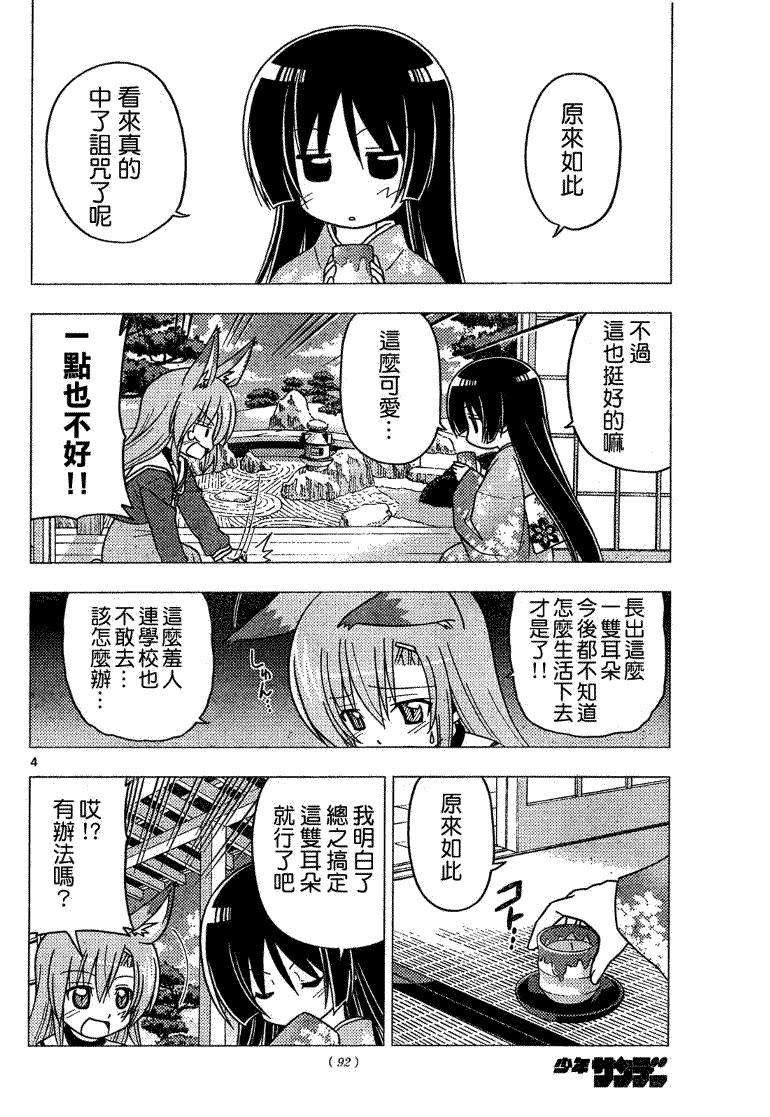 原來如此
看來真的
中了詛咒了呢
不過
這也挺好的嘛
這麼可愛…
一點也不好!!
長出這麼
一雙耳朵
今後都不知道
怎麼生活下去
才是了!!
しゅん…
這麼羞人
連學校也
不敢去…
該怎麼辦…
4
原來如此
コト…
我明白了
總之搞定
這雙耳朵
就行了吧
哎!?
有辦法嗎?
(92)
少年サンデー